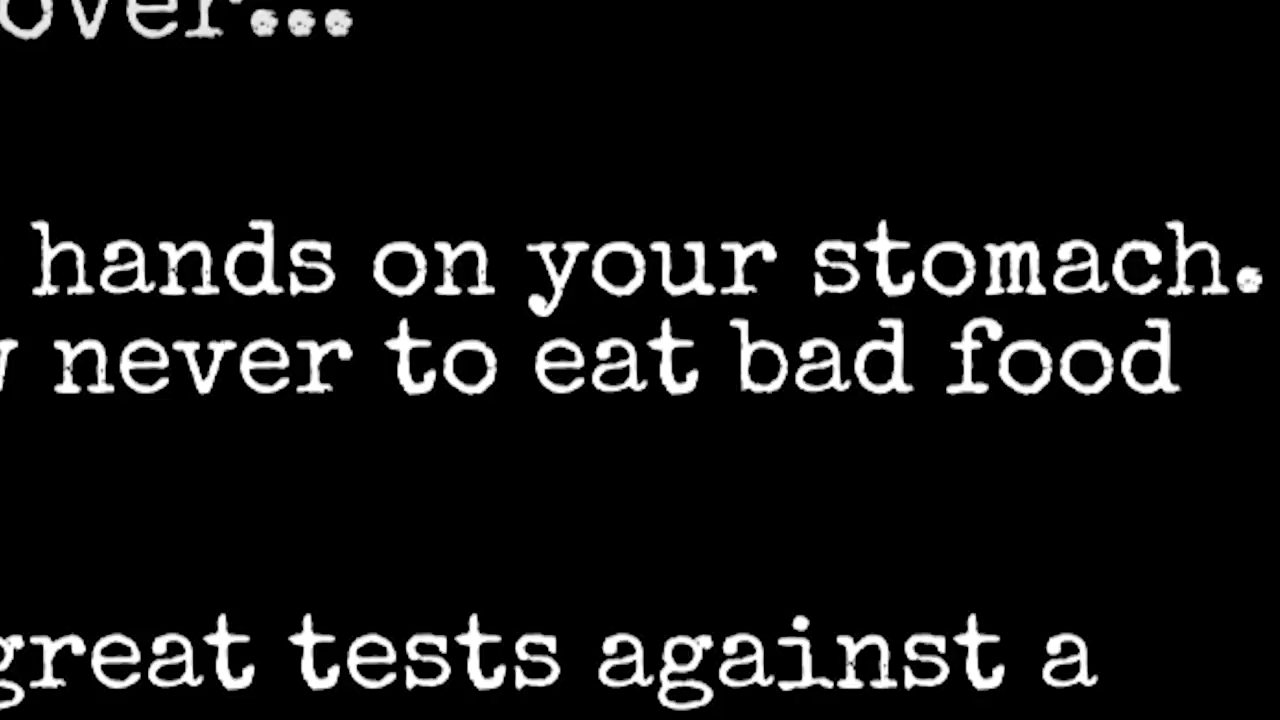 over...
hands on your stomach.
never to eat bad food
great tests against a